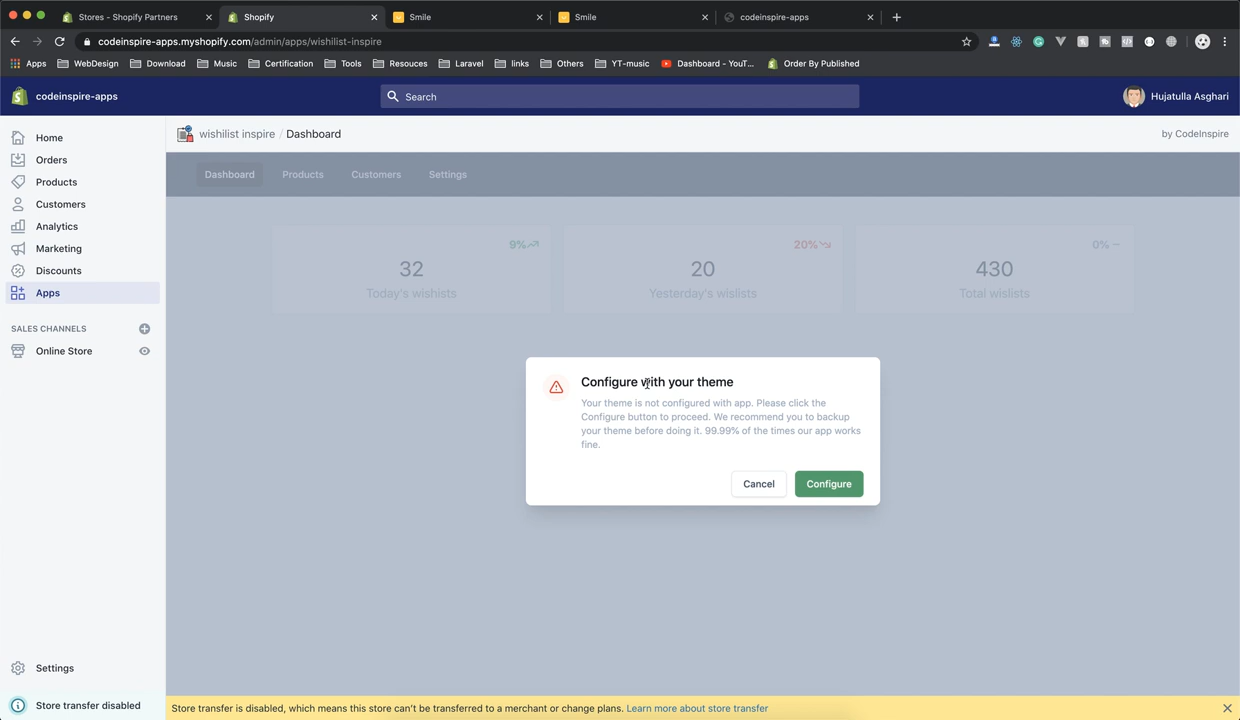 Stores - Shopify Partners
Shopify
Smile
Smile
codeinspire-apps
codeinspire-apps.myshopify.com/admin/apps/wishilist-inspire
Apps
WebDesign
Download
Music
Certification
Tools
Resouces
Laravel
links
Others
YT-music
Dashboard - YouT...
Order By Published
codeinspire-apps
Search
Hujatulla Asghari
Home
Orders
Products
Customers
Analytics
Marketing
Discounts
Apps
SALES CHANNELS
Online Store
Settings
Store transfer disabled
wishilist inspire / Dashboard
by CodeInspire
Dashboard
Products
Customers
Settings
9%
32
Today's wishists
20%
20
Yesterday's wislists
0%
430
Total wislists
Configure with your theme
Your theme is not configured with app. Please click the
Configure button to proceed. We recommend you to backup
your theme before doing it. 99.99% of the times our app works
fine.
Cancel
Configure
Store transfer is disabled, which means this store can't be transferred to a merchant or change plans. Learn more about store transfer